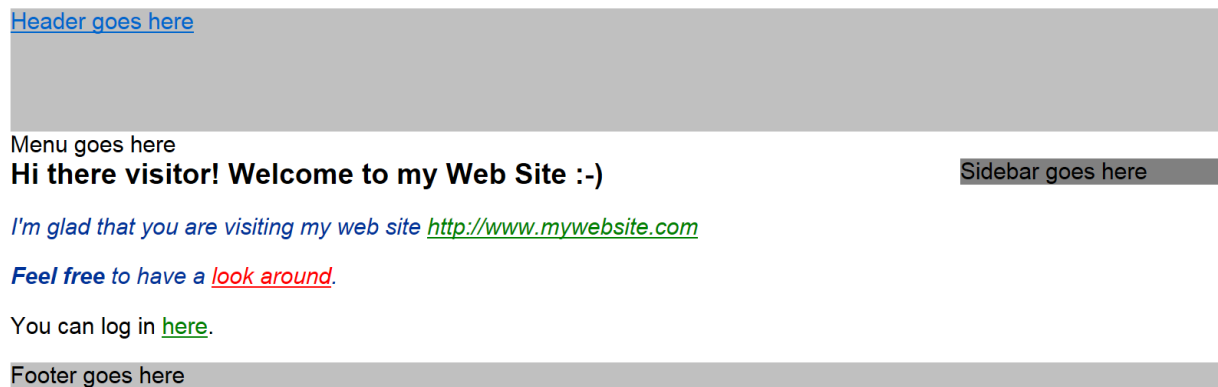 Header goes here
Menu goes here
Hi there visitor! Welcome to my Web Site :-)
Sidebar goes here
I'm glad that you are visiting my web site http://www.mywebsite.com
Feel free to have a look around.
You can log in here.
Footer goes here